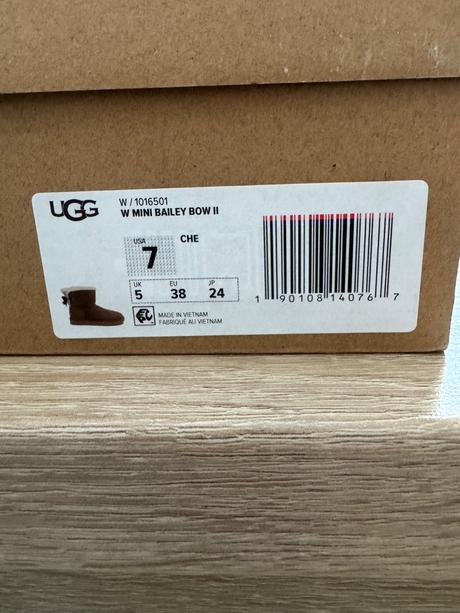 UGG
W / 1016501
W MINI BAILEY BOW II
USA
7
CHE
UK EU JP
5 38 24
MADE IN VIETNAM
FABRIQUÉ AU VIETNAM
1 90108 14076 7